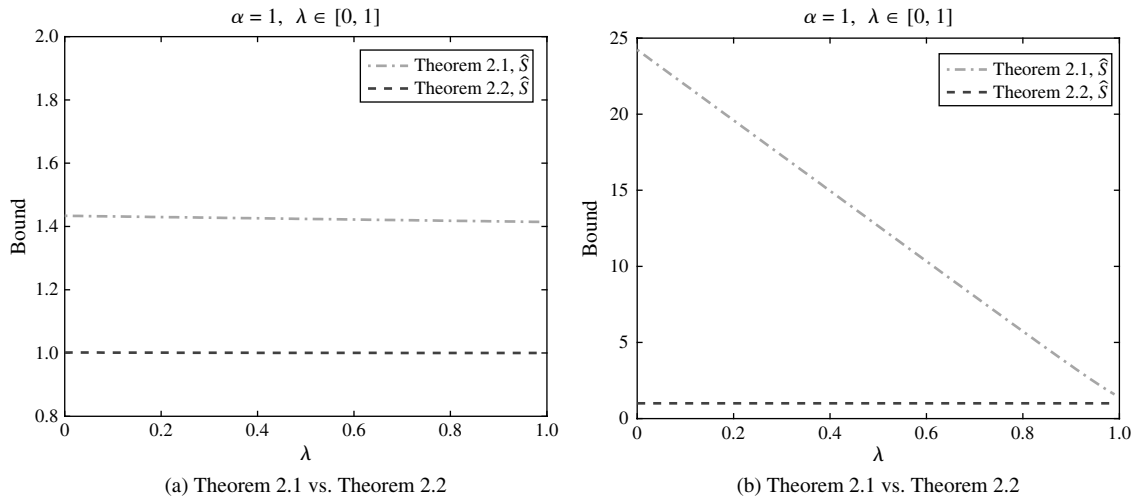 α = 1, λ ∈ [0, 1]
2.0
1.8
1.6
1.4
1.2
1.0
0.8
Bound
Theorem 2.1, Ŝ
Theorem 2.2, Ŝ
0 0.2 0.4 0.6 0.8 1.0
λ
(a) Theorem 2.1 vs. Theorem 2.2
α = 1, λ ∈ [0, 1]
25
20
15
10
5
0
Bound
Theorem 2.1, Ŝ
Theorem 2.2, Ŝ
0 0.2 0.4 0.6 0.8 1.0
λ
(b) Theorem 2.1 vs. Theorem 2.2